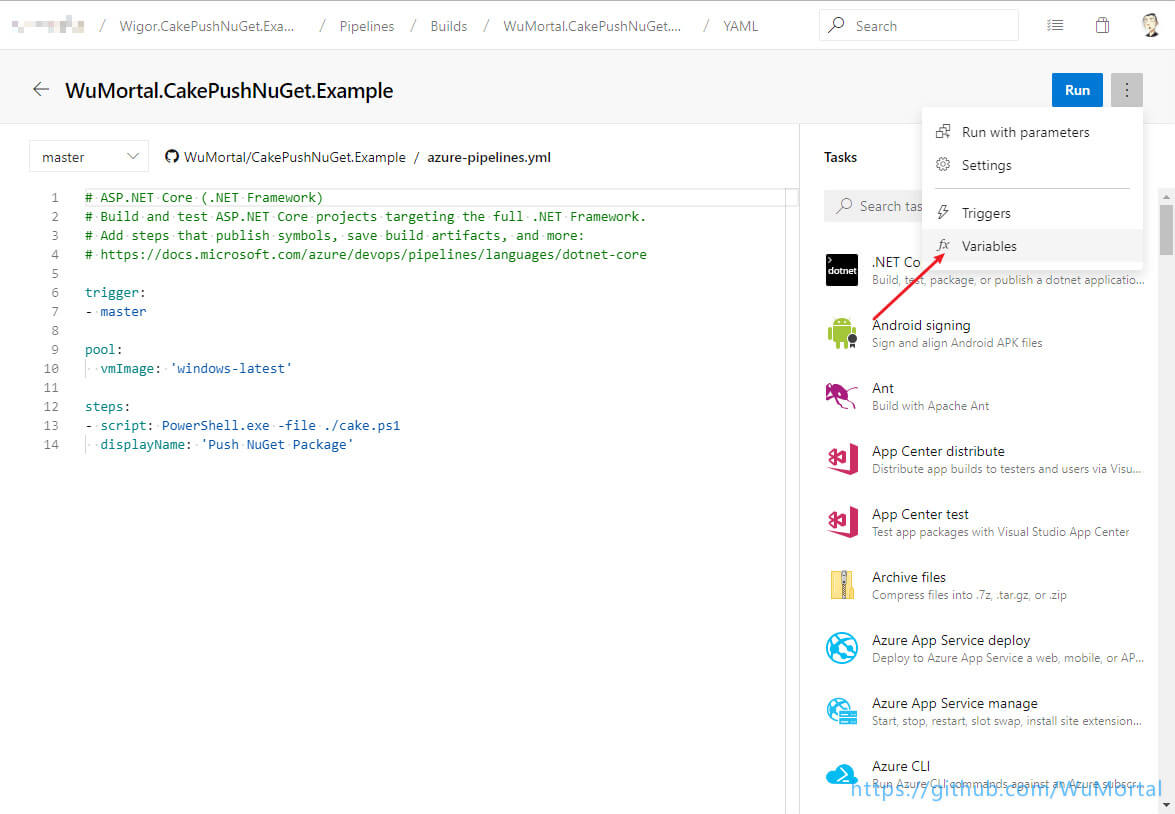 / Wigor.CakePushNuGet.Exa... / Pipelines / Builds / WuMortal.CakePushNuGet.... / YAML
Search
WuMortal.CakePushNuGet.Example
Run
Run with parameters
Settings
Triggers
Variables
master
WuMortal/CakePushNuGet.Example / azure-pipelines.yml
1 # ASP.NET Core (.NET Framework)
2 # Build and test ASP.NET Core projects targeting the full .NET Framework.
3 # Add steps that publish symbols, save build artifacts, and more:
4 # https://docs.microsoft.com/azure/devops/pipelines/languages/dotnet-core
5
6 trigger:
7 - master
8
9 pool:
10   vmImage: 'windows-latest'
11
12 steps:
13 - script: PowerShell.exe -file ./cake.ps1
14   displayName: 'Push NuGet Package'
Tasks
Search tas
dotnet
.NET Co
Build, test, package, or publish a dotnet applicatio...
Android signing
Sign and align Android APK files
Ant
Build with Apache Ant
App Center distribute
Distribute app builds to testers and users via Visu...
App Center test
Test app packages with Visual Studio App Center
Archive files
Compress files into .7z, .tar.gz, or .zip
Azure App Service deploy
Deploy to Azure App Service a web, mobile, or AP...
Azure App Service manage
Start, stop, restart, slot swap, install site extension...
Azure CLI
Run Azure CLI commands against an Azure subscr...
https://github.com/WuMortal